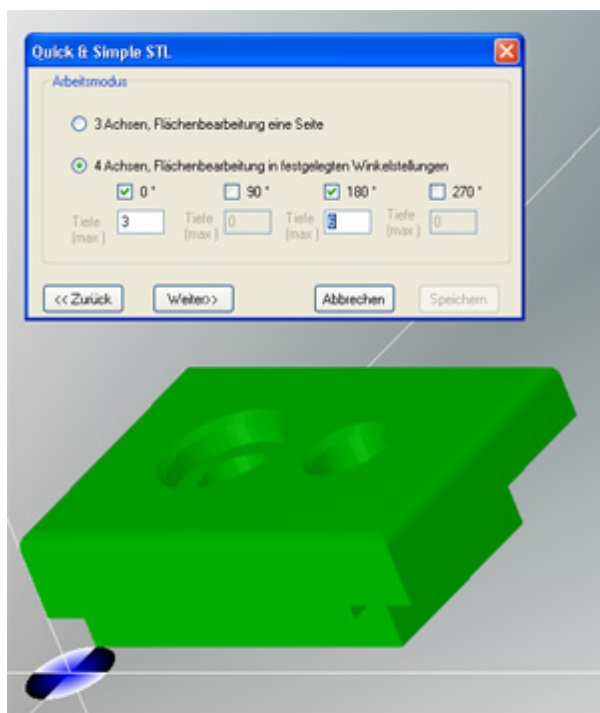 Quick & Simple STL
Arbeitsmodus
3 Achsen, Flächenbearbeitung eine Seite
4 Achsen, Flächenbearbeitung in festgelegten Winkelstellungen
0 ° 90 ° 180 ° 270 °
Tiefe (max) 3 Tiefe (max ) 0 Tiefe (max ) 6 Tiefe (max ) 0
<< Zurück Weiter>> Abbrechen Speichern